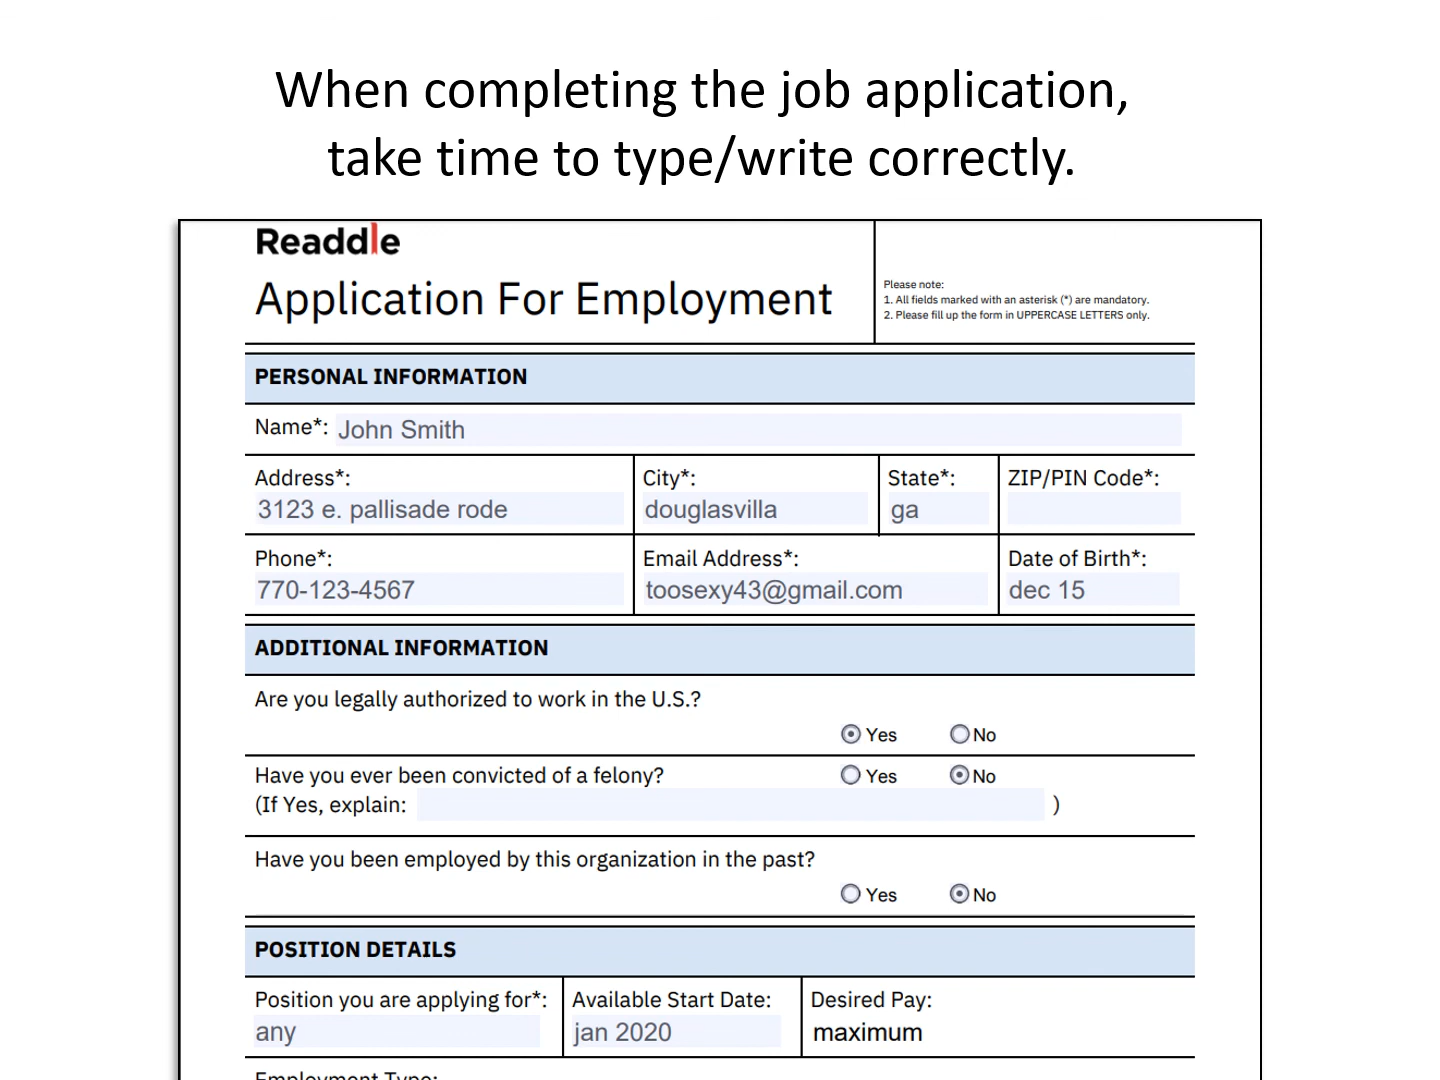 When completing the job application,
take time to type/write correctly.
Readdle
Application For Employment
Please note:
1. All fields marked with an asterisk (*) are mandatory.
2. Please fill up the form in UPPERCASE LETTERS only.
PERSONAL INFORMATION
Name*: John Smith
Address*: City*: State*: ZIP/PIN Code*:
3123 e. pallisade rode douglasvilla ga
Phone*: Email Address*: Date of Birth*:
770-123-4567 toosexy43@gmail.com dec 15
ADDITIONAL INFORMATION
Are you legally authorized to work in the U.S.?
Yes No
Have you ever been convicted of a felony? Yes No
(If Yes, explain: )
Have you been employed by this organization in the past?
Yes No
POSITION DETAILS
Position you are applying for*: Available Start Date: Desired Pay:
any jan 2020 maximum
Employment Type: